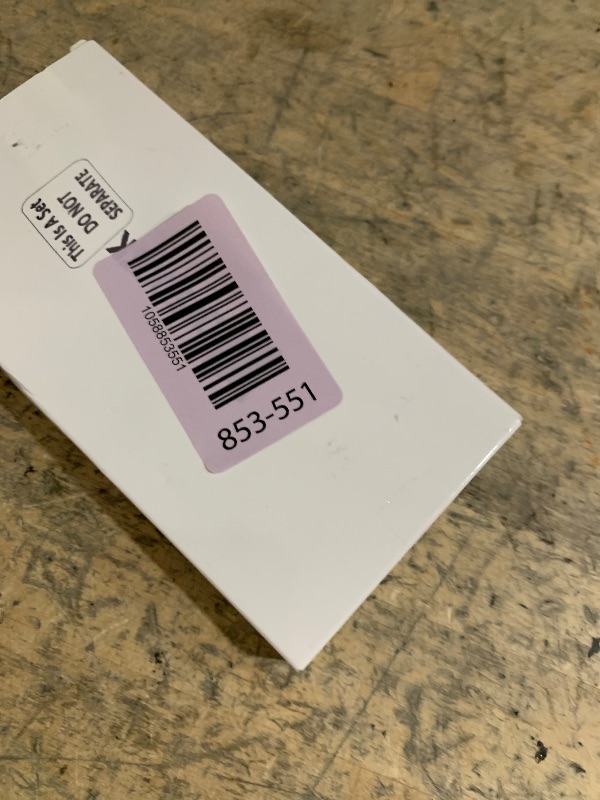 This Is A Set
DO NOT
SEPARATE
1058853551
853-551